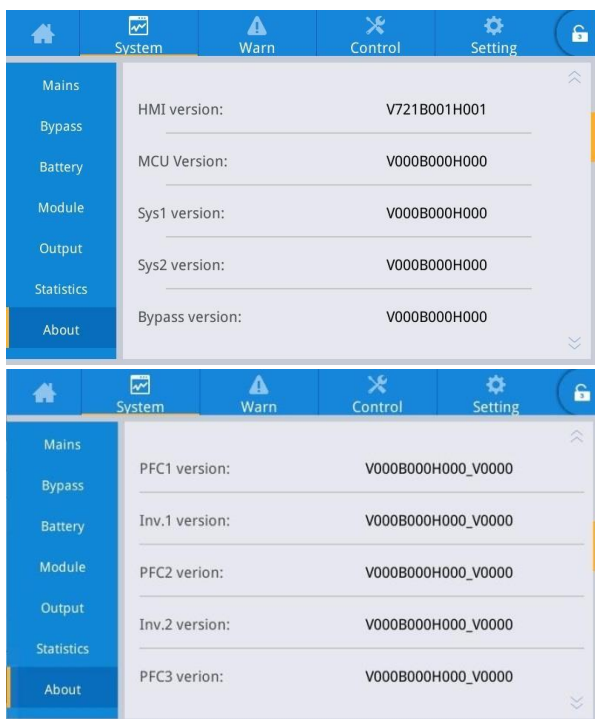 System Warn Control Setting
3
Mains
Bypass
Battery
Module
Output
Statistics
About
HMI version: V721B001H001
MCU Version: V000B000H000
Sys1 version: V000B000H000
Sys2 version: V000B000H000
Bypass version: V000B000H000
System Warn Control Setting
3
Mains
Bypass
Battery
Module
Output
Statistics
About
PFC1 version: V000B000H000_V0000
Inv.1 version: V000B000H000_V0000
PFC2 verion: V000B000H000_V0000
Inv.2 version: V000B000H000_V0000
PFC3 verion: V000B000H000_V0000